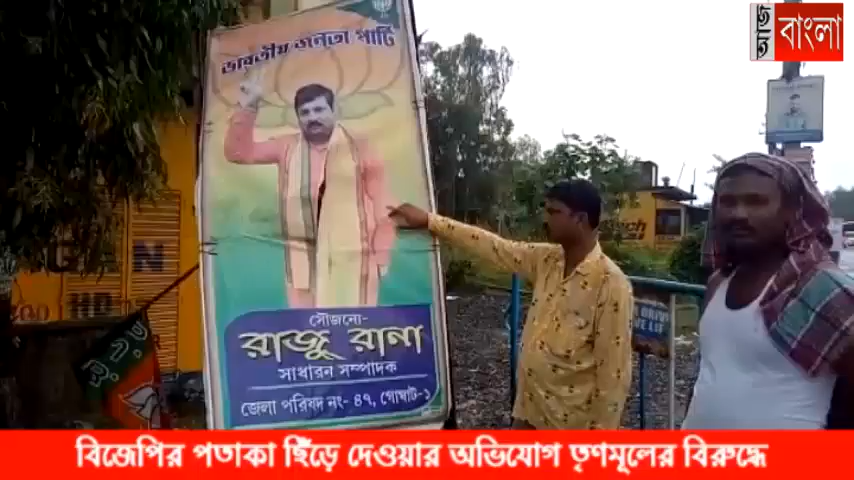 আজ বাংলা
ভারতীয় জনতা পার্টি
সৌজন্যে-
রাজু রানা
সাধারন সম্পাদক
জেলা পরিষদ নং- ৪৭, গোঘাট-১
বিজেপির পতাকা ছিঁড়ে দেওয়ার অভিযোগ তৃণমূলের বিরুদ্ধে